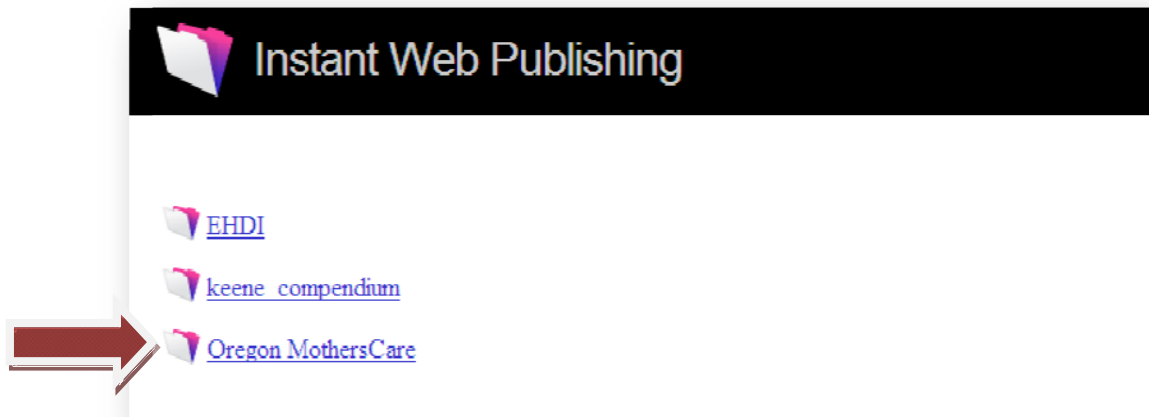 Instant Web Publishing
EHDI
keene_compendium
Oregon MothersCare